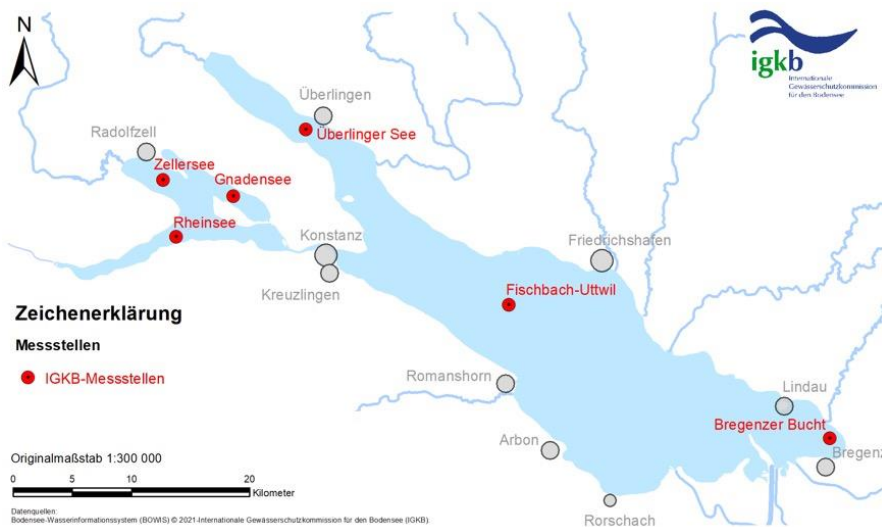 N
igkb
Internationale
Gewässerschutzkommission
für den Bodensee
Überlingen
Überlinger See
Radolfzell
Zellersee
Gnadensee
Rheinsee
Konstanz
Kreuzlingen
Friedrichshafen
Fischbach-Uttwil
Zeichenerklärung
Messstellen
IGKB-Messstellen
Romanshorn
Lindau
Bregenzer Bucht
Arbon
Bregenz
Originalmaßstab 1:300 000
0 5 10 20
Kilometer
Rorschach
Datenquellen:
Bodensee-Wasserinformationssystem (BOWIS) © 2021-Internationale Gewässerschutzkommission für den Bodensee (IGKB)